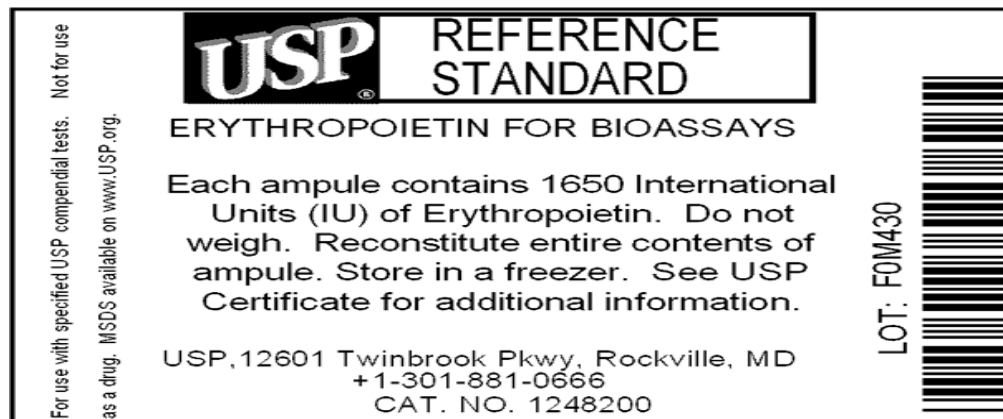 USP®
REFERENCE
STANDARD
ERYTHROPOIETIN FOR BIOASSAYS
Each ampule contains 1650 International
Units (IU) of Erythropoietin. Do not
weigh. Reconstitute entire contents of
ampule. Store in a freezer. See USP
Certificate for additional information.
USP,12601 Twinbrook Pkwy, Rockville, MD
+1-301-881-0666
CAT. NO. 1248200
For use with specified USP compendial tests. Not for use
as a drug. MSDS available on www.USP.org.
LOT: F0M430